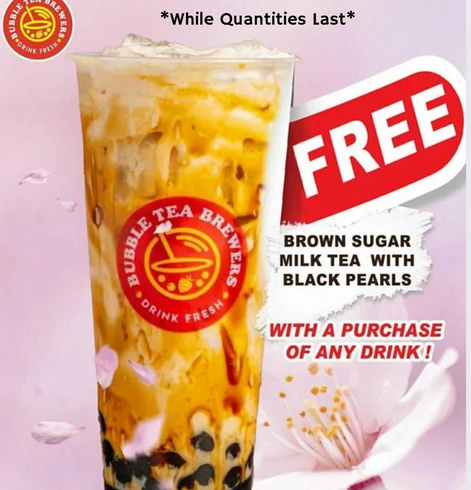 *While Quantities Last*
BUBBLE TEA BREWERS
• DRINK FRESH •
FREE
BROWN SUGAR
MILK TEA WITH
BLACK PEARLS
WITH A PURCHASE
OF ANY DRINK !
BUBBLE TEA BREWERS
• DRINK FRESH •